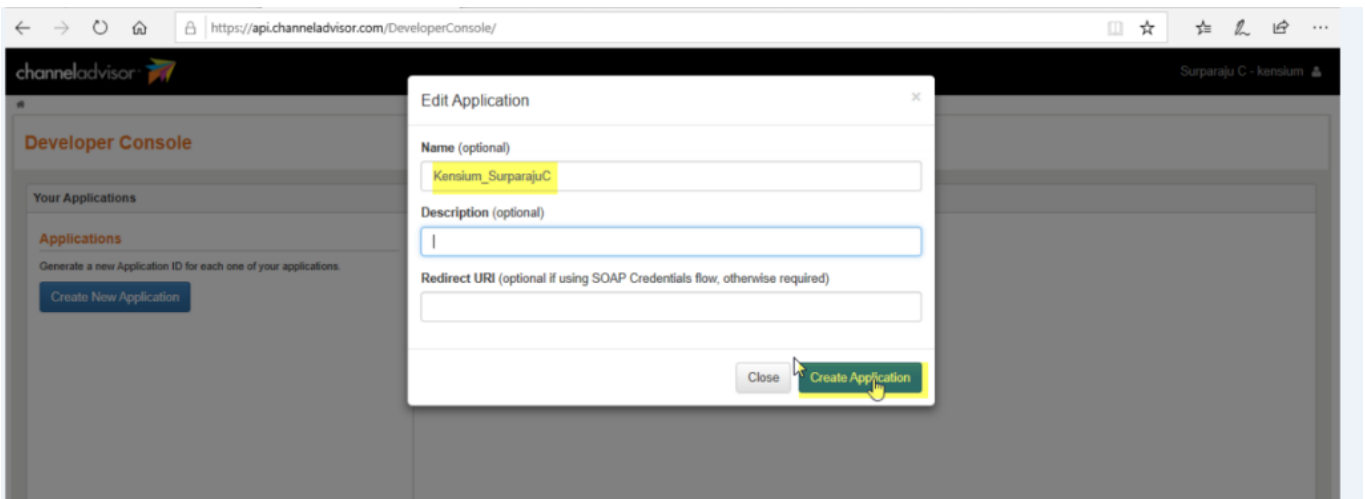 https://api.channeladvisor.com/DeveloperConsole/
channeladvisor
Surparaju C - kensium
Developer Console
Your Applications
Applications
Generate a new Application ID for each one of your applications.
Create New Application
Edit Application
×
Name (optional)
Kensium_SurparajuC
Description (optional)
Redirect URI (optional if using SOAP Credentials flow, otherwise required)
Close
Create Application